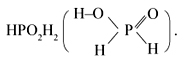 HPO₂H₂ ( H–O P O H H ).